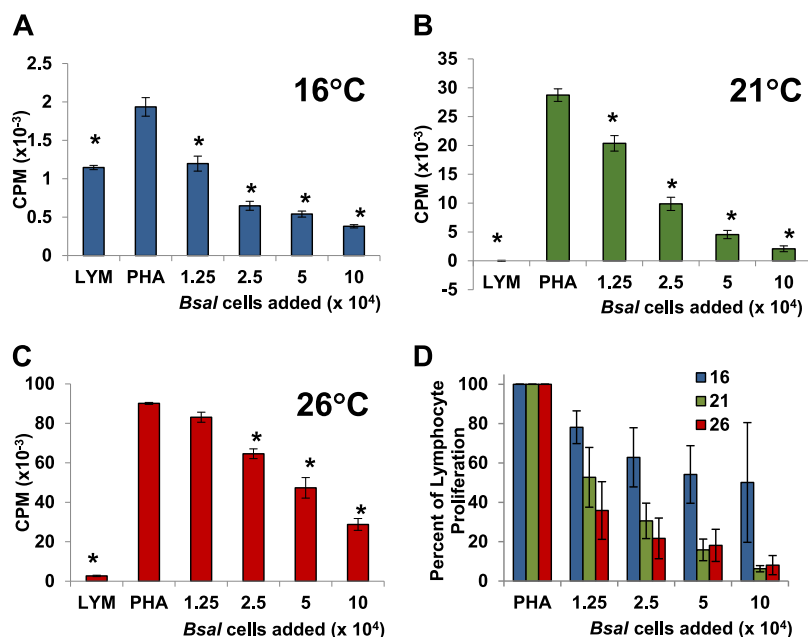 A
16°C
CPM (x10-3)
2.5
2
1.5
1
0.5
0
*
*
*
*
*
LYM PHA 1.25 2.5 5 10
Bsal cells added (x 10⁴)
B
21°C
CPM (x10-3)
35
30
25
20
15
10
5
0
-5
*
*
*
*
*
LYM PHA 1.25 2.5 5 10
Bsal cells added (x 10⁴)
C
26°C
CPM (x10-3)
100
80
60
40
20
0
*
*
*
*
LYM PHA 1.25 2.5 5 10
Bsal cells added (x 10⁴)
D
Percent of Lymphocyte
Proliferation
100
80
60
40
20
0
16
21
26
PHA 1.25 2.5 5 10
Bsal cells added (x 10⁴)